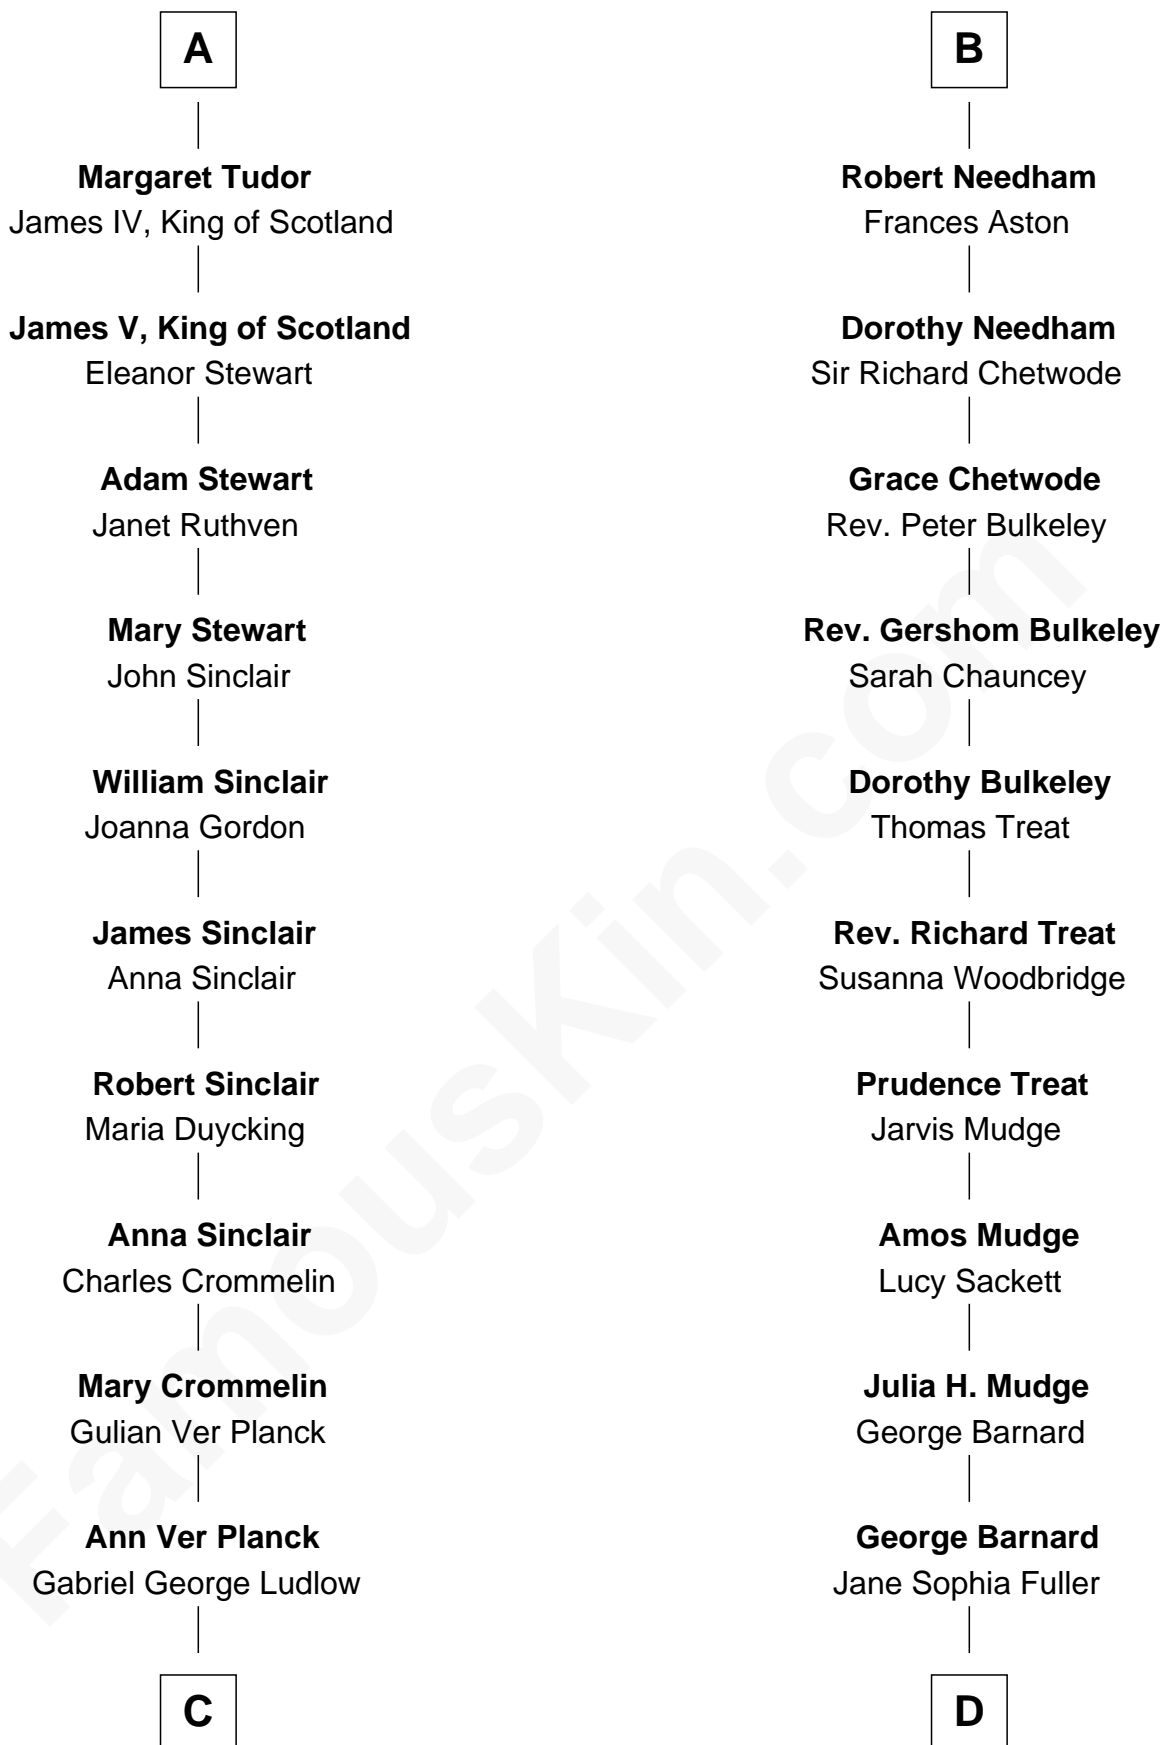 A
Margaret Tudor
James IV, King of Scotland
James V, King of Scotland
Eleanor Stewart
Adam Stewart
Janet Ruthven
Mary Stewart
John Sinclair
William Sinclair
Joanna Gordon
James Sinclair
Anna Sinclair
Robert Sinclair
Maria Duycking
Anna Sinclair
Charles Crommelin
Mary Crommelin
Gulian Ver Planck
Ann Ver Planck
Gabriel George Ludlow
C
B
Robert Needham
Frances Aston
Dorothy Needham
Sir Richard Chetwode
Grace Chetwode
Rev. Peter Bulkeley
Rev. Gershom Bulkeley
Sarah Chauncey
Dorothy Bulkeley
Thomas Treat
Rev. Richard Treat
Susanna Woodbridge
Prudence Treat
Jarvis Mudge
Amos Mudge
Lucy Sackett
Julia H. Mudge
George Barnard
George Barnard
Jane Sophia Fuller
D
FamousKin.com